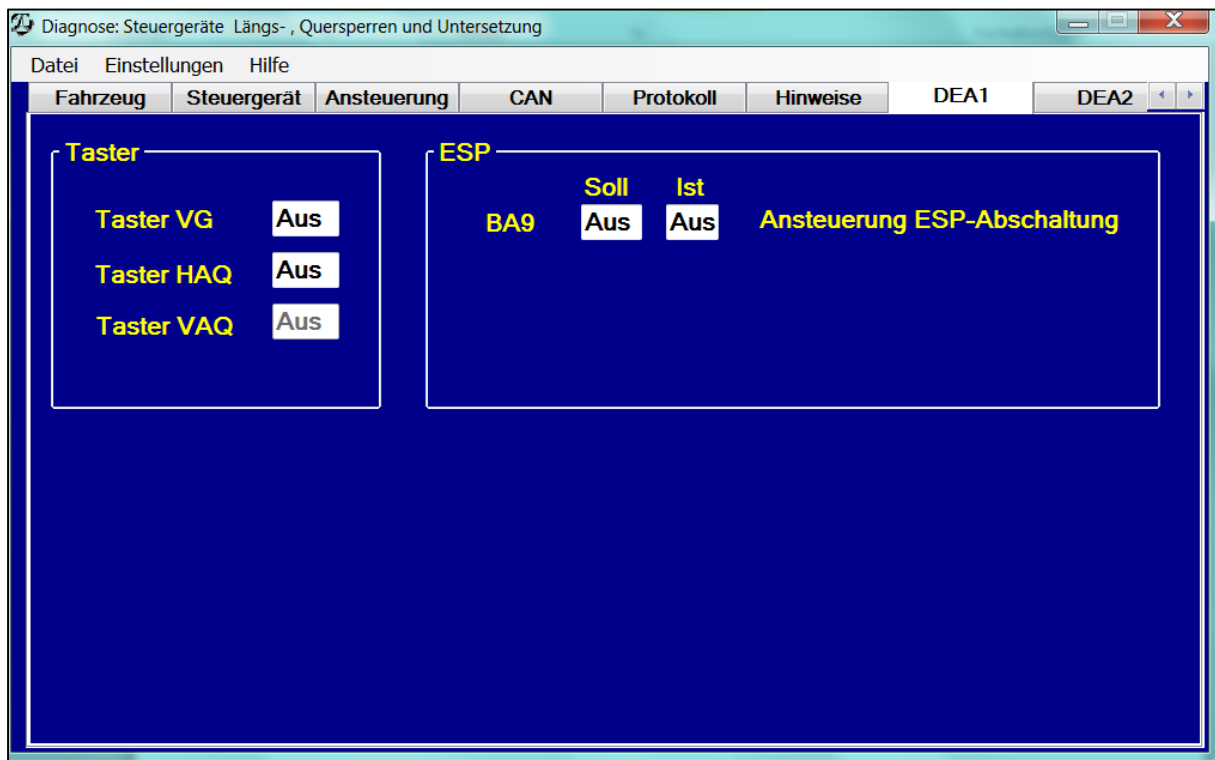 Diagnose: Steuergeräte Längs- , Quersperren und Untersetzung
Datei Einstellungen Hilfe
Fahrzeug Steuergerät Ansteuerung CAN Protokoll Hinweise DEA1 DEA2
Taster
Taster VG Aus
Taster HAQ Aus
Taster VAQ Aus
ESP
Soll Ist
BA9 Aus Aus Ansteuerung ESP-Abschaltung